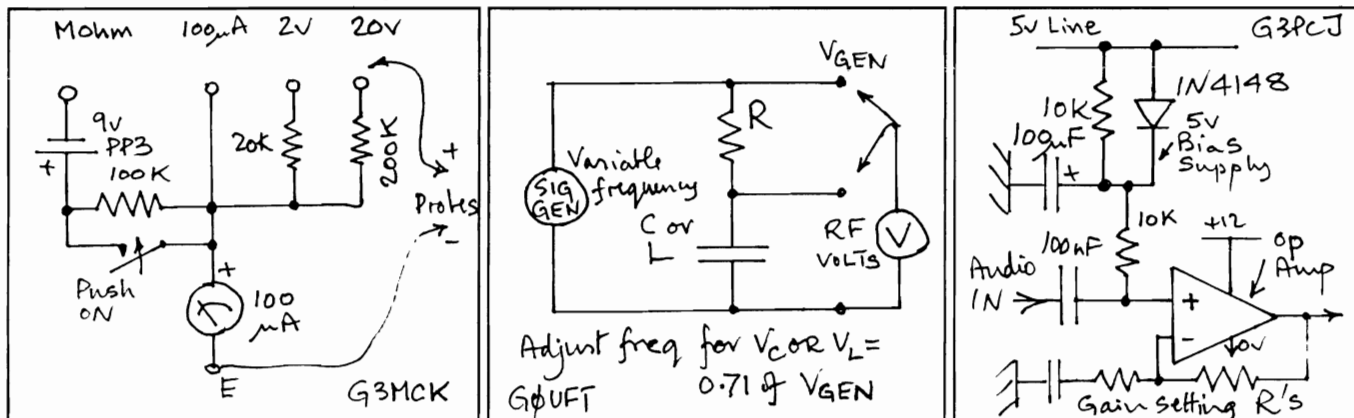 Mohm 100μA 2V 20V
9v
PP3
+
100K
20K
200K
+
Probes
-
Push
ON
+
100
μA
E
G3MCK
VGEN
R
Variable
frequency
SIG
GEN
C or
L
RF
VOLTS
V
Adjust freq for VC OR VL =
0.71 of VGEN
GØUFT
5v Line G3PCJ
1N4148
10K
5v
Bias
Supply
100μF
+
10K
+12
100nF
Op
Amp
Audio
IN
+
-
0V
Gain setting R's